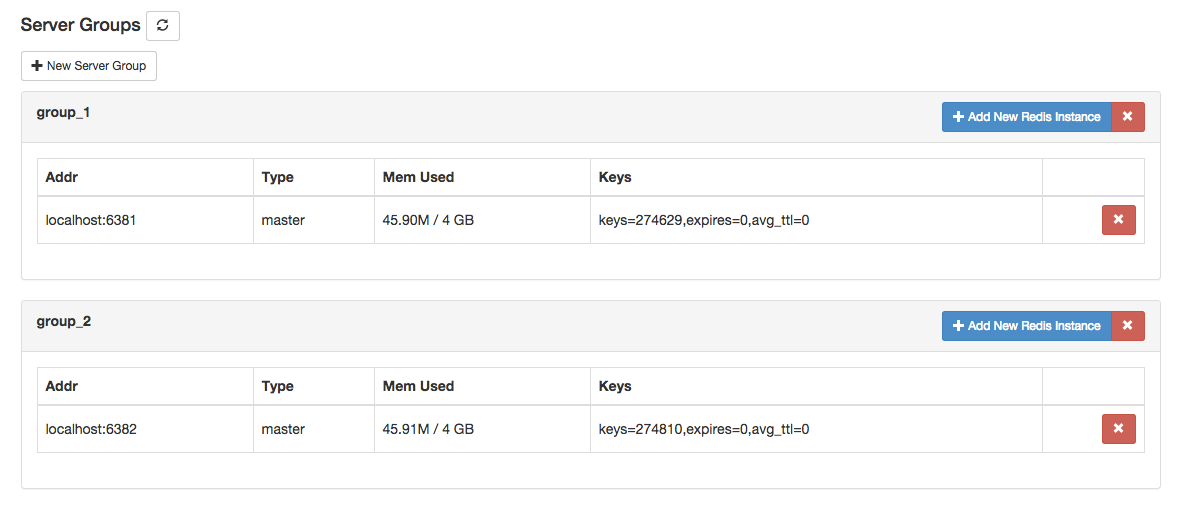 Server Groups
New Server Group
group_1
Add New Redis Instance
Addr Type Mem Used Keys
localhost:6381 master 45.90M / 4 GB keys=274629,expires=0,avg_ttl=0
group_2
Add New Redis Instance
Addr Type Mem Used Keys
localhost:6382 master 45.91M / 4 GB keys=274810,expires=0,avg_ttl=0